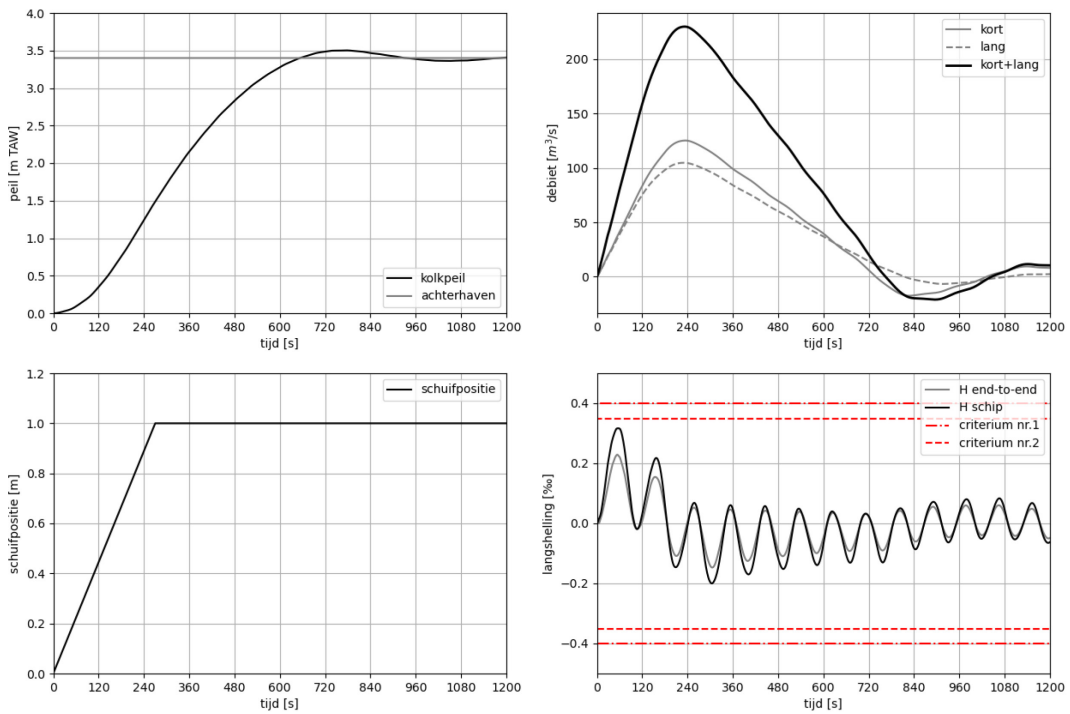 4.0
3.5
3.0
2.5
2.0
1.5
1.0
0.5
0.0
peil [m TAW]
kolkpeil
achterhaven
0 120 240 360 480 600 720 840 960 1080 1200
tijd [s]
200
150
100
50
0
debiet [m³/s]
kort
lang
kort+lang
0 120 240 360 480 600 720 840 960 1080 1200
tijd [s]
1.2
1.0
0.8
0.6
0.4
0.2
0.0
schuifpositie [m]
schuifpositie
0 120 240 360 480 600 720 840 960 1080 1200
tijd [s]
0.4
0.2
0.0
−0.2
−0.4
langshelling [‰]
H end-to-end
H schip
criterium nr.1
criterium nr.2
0 120 240 360 480 600 720 840 960 1080 1200
tijd [s]